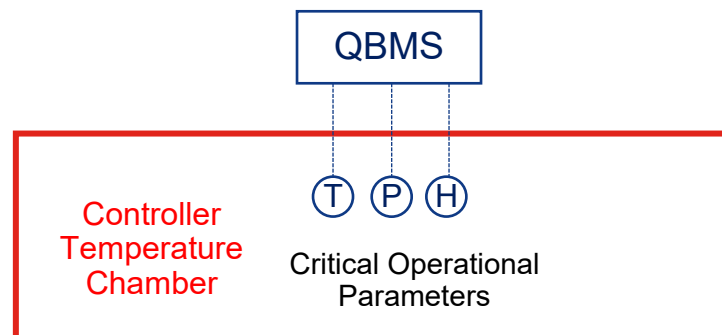 QBMS
T P H
Controller
Temperature
Chamber
Critical Operational
Parameters